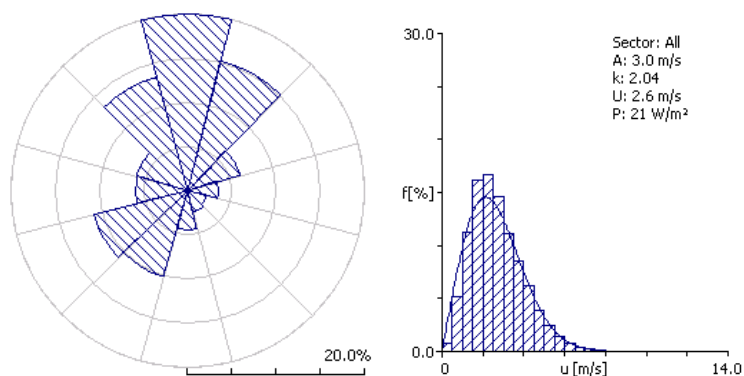 20.0%
30.0
f[%]
0.0
0
u [m/s]
14.0
Sector: All
A: 3.0 m/s
k: 2.04
U: 2.6 m/s
P: 21 W/m²